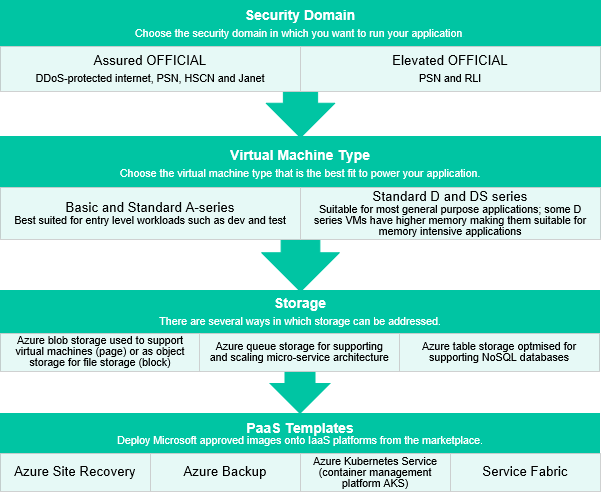 Security Domain
Choose the security domain in which you want to run your application
Assured OFFICIAL
DDoS-protected internet, PSN, HSCN and Janet
Elevated OFFICIAL
PSN and RLI
Virtual Machine Type
Choose the virtual machine type that is the best fit to power your application.
Basic and Standard A-series
Best suited for entry level workloads such as dev and test
Standard D and DS series
Suitable for most general purpose applications; some D
series VMs have higher memory making them suitable for
memory intensive applications
Storage
There are several ways in which storage can be addressed.
Azure blob storage used to support
virtual machines (page) or as object
storage for file storage (block)
Azure queue storage for supporting
and scaling micro-service architecture
Azure table storage optmised for
supporting NoSQL databases
PaaS Templates
Deploy Microsoft approved images onto IaaS platforms from the marketplace.
Azure Site Recovery
Azure Backup
Azure Kubernetes Service
(container management
platform AKS)
Service Fabric